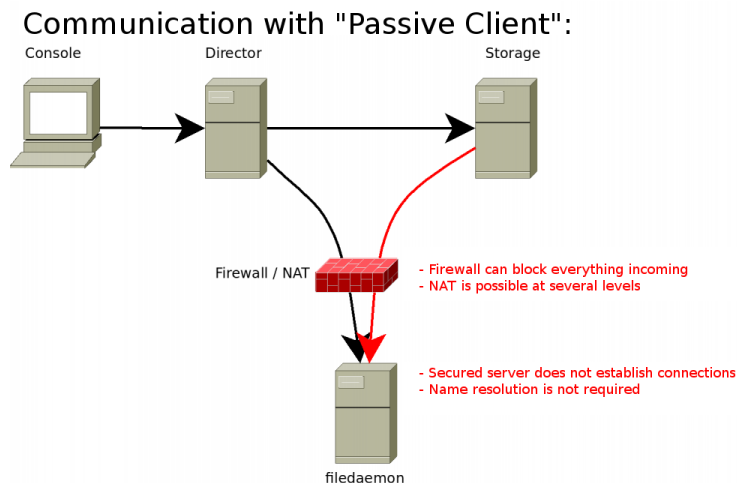 Communication with "Passive Client":
Console
Director
Storage
Firewall / NAT
- Firewall can block everything incoming
- NAT is possible at several levels
- Secured server does not establish connections
- Name resolution is not required
filedaemon